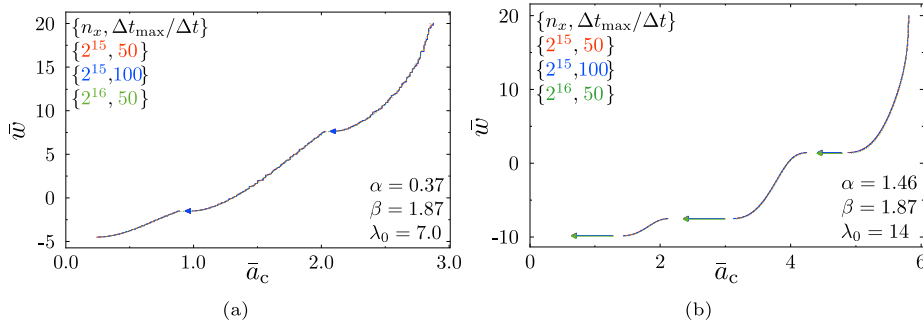 {n_x, Δt_max/Δt}
{2^15, 50}
{2^15, 100}
{2^16, 50}
20
15
10
5
0
-5
w̄
α = 0.37
β = 1.87
λ_0 = 7.0
0.0 1.0 2.0 3.0
ā_c
(a)
{n_x, Δt_max/Δt}
{2^15, 50}
{2^15, 100}
{2^16, 50}
20
10
0
-10
w̄
α = 1.46
β = 1.87
λ_0 = 14
0 2 4 6
ā_c
(b)